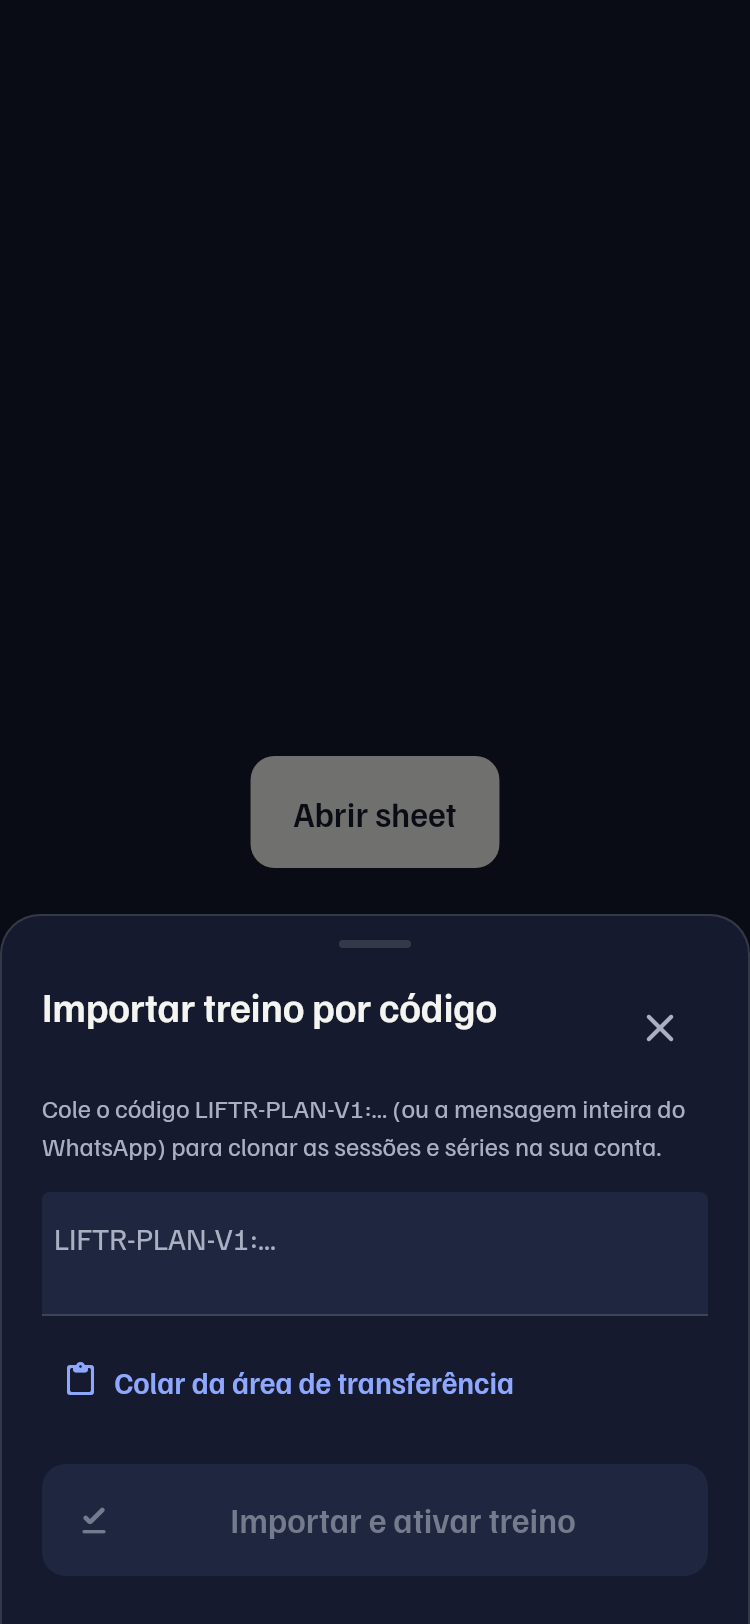 Abrir sheet
Importar treino por código
Cole o código LIFTR-PLAN-V1:... (ou a mensagem inteira do
WhatsApp) para clonar as sessões e séries na sua conta.
LIFTR-PLAN-V1:...
Colar da área de transferência
Importar e ativar treino